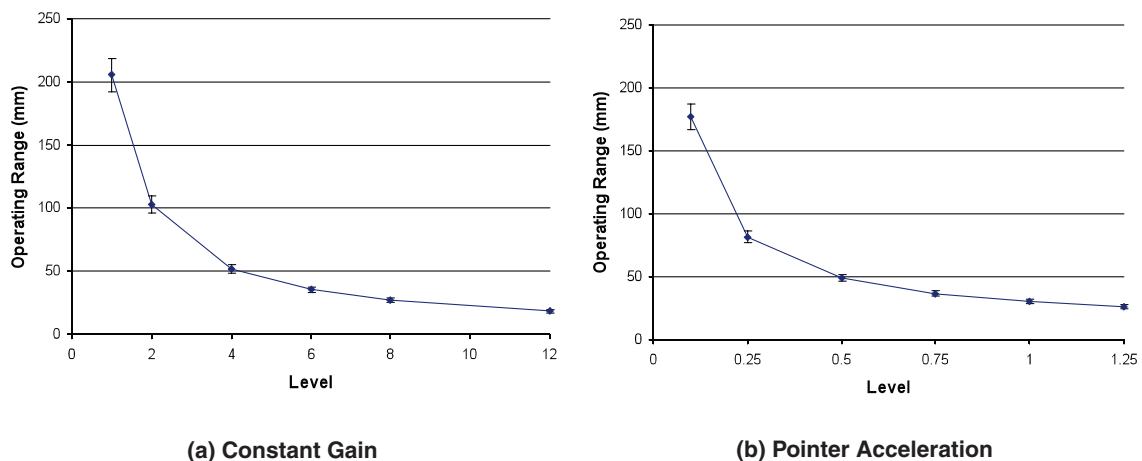 250
200
150
100
50
0
Operating Range (mm)
0 2 4 6 8 10 12
Level
(a) Constant Gain
250
200
150
100
50
0
Operating Range (mm)
0 0.25 0.5 0.75 1 1.25
Level
(b) Pointer Acceleration